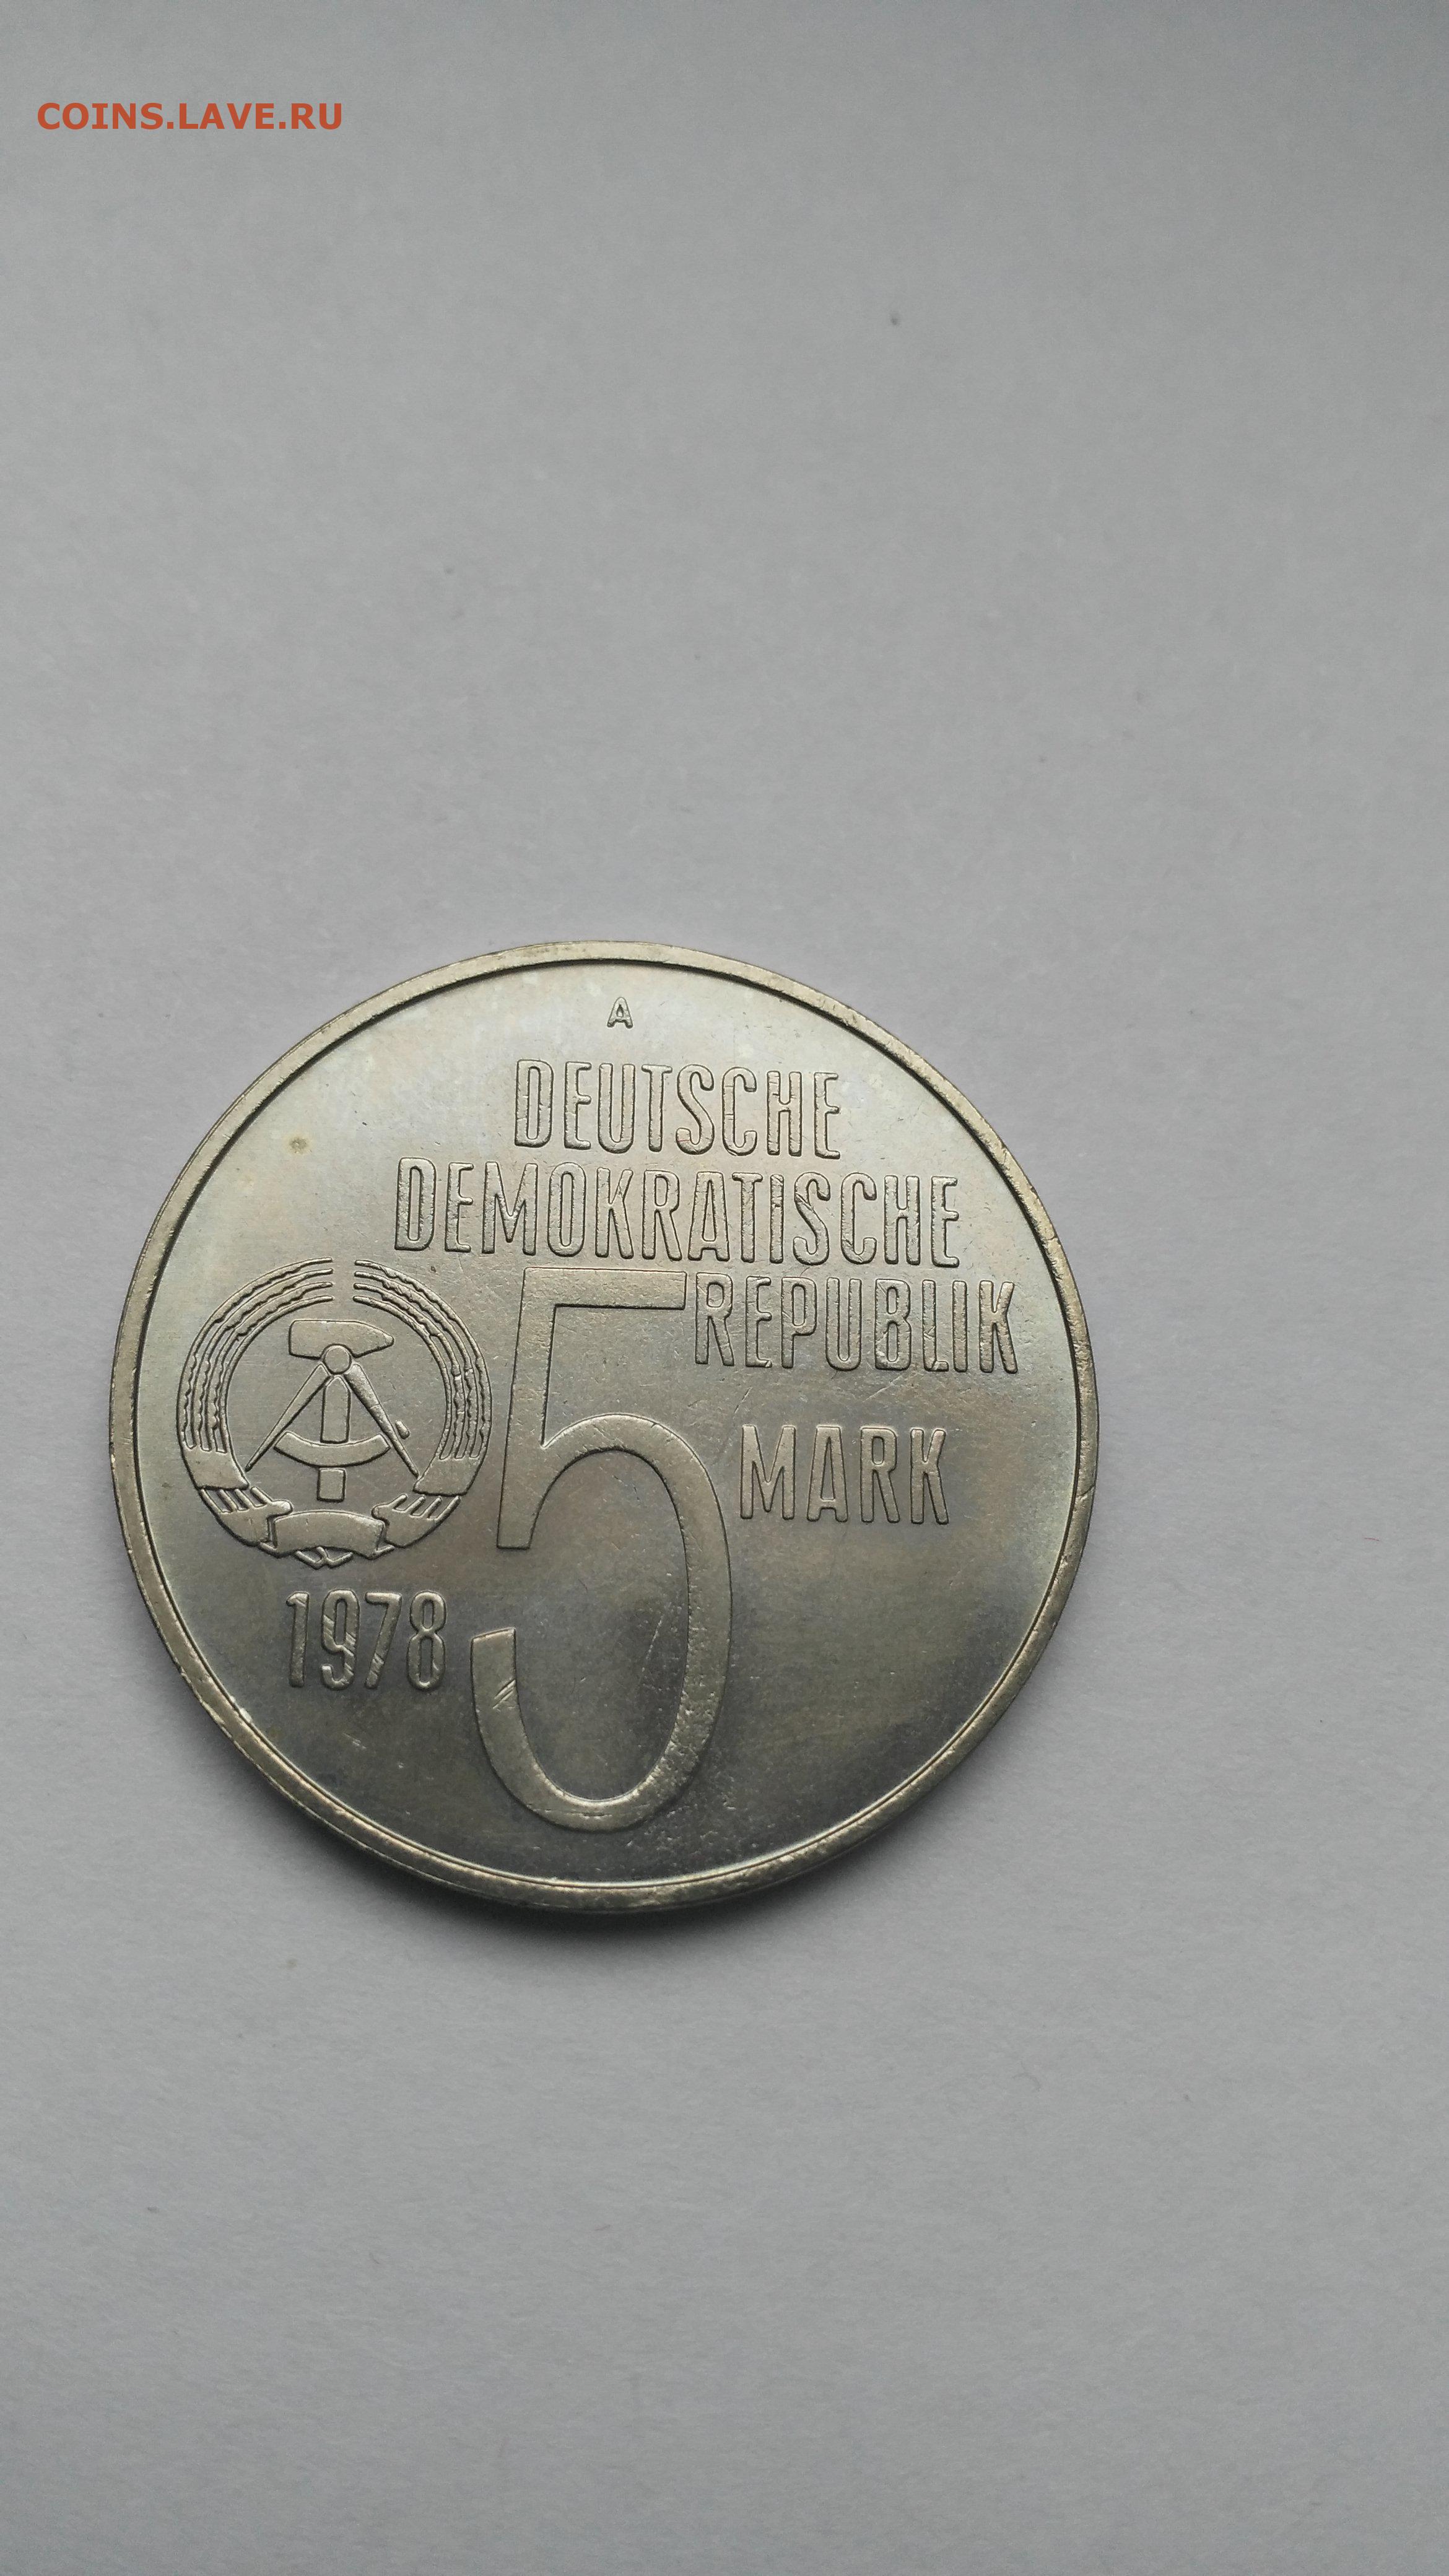 COINS.LAVE.RU
A
DEUTSCHE
DEMOKRATISCHE
REPUBLIK
5 MARK
1978